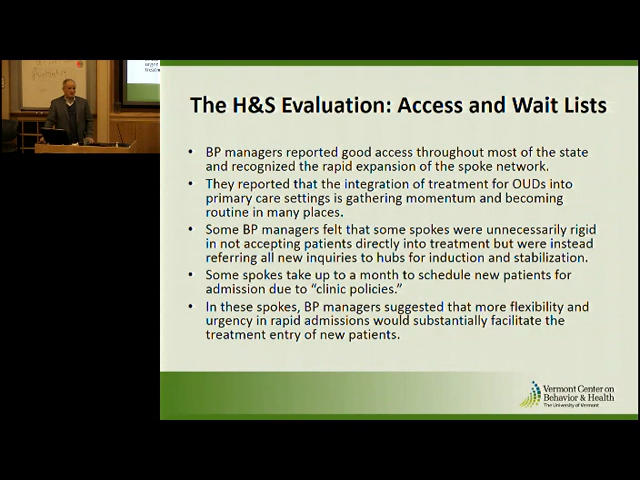 The H&S Evaluation: Access and Wait Lists
• BP managers reported good access throughout most of the state
and recognized the rapid expansion of the spoke network.
• They reported that the integration of treatment for OUDs into
primary care settings is gathering momentum and becoming
routine in many places.
• Some BP managers felt that some spokes were unnecessarily rigid
in not accepting patients directly into treatment but were instead
referring all new inquiries to hubs for induction and stabilization.
• Some spokes take up to a month to schedule new patients for
admission due to “clinic policies.”
• In these spokes, BP managers suggested that more flexibility and
urgency in rapid admissions would substantially facilitate the
treatment entry of new patients.
Vermont Center on
Behavior & Health
The University of Vermont